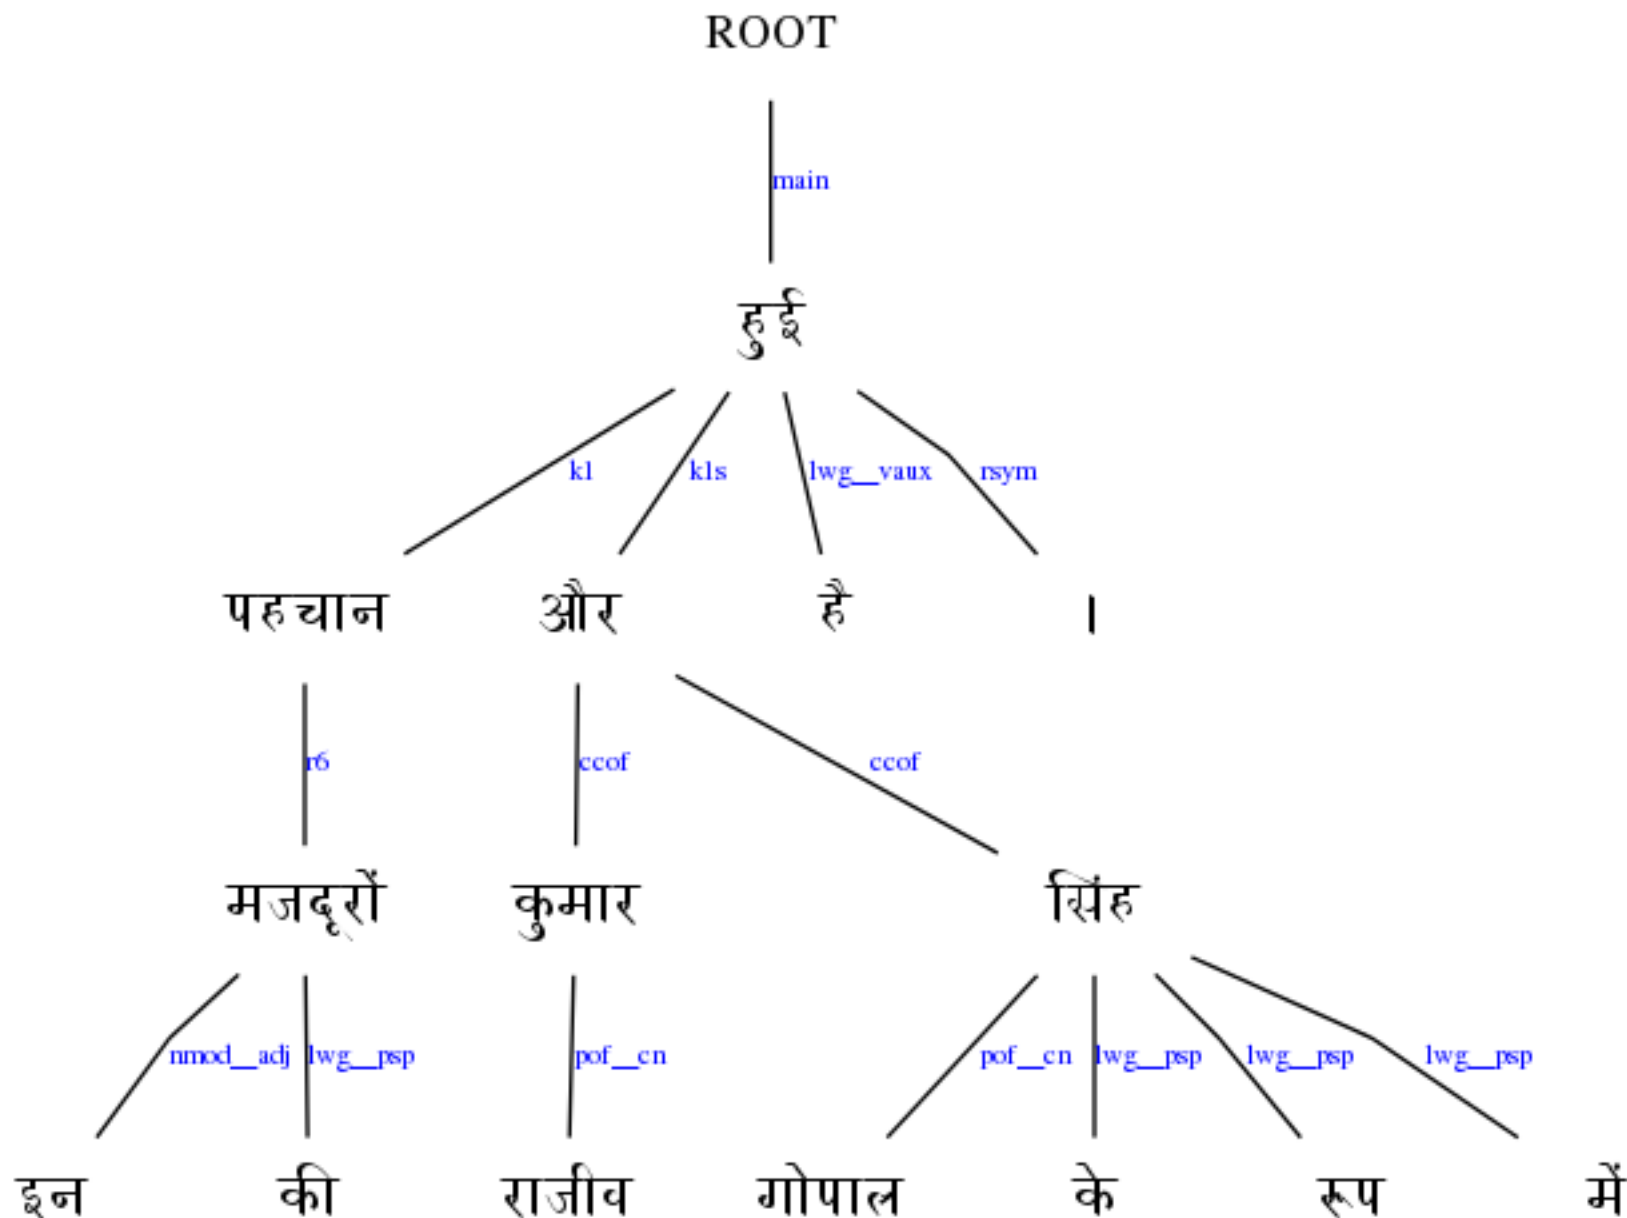 ROOT
main
हुई
k1 k1s lwg__vaux rsym
पहचान और है ।
r6 ccof ccof
मजदूरों कुमार सिंह
nmod__adj lwg__psp pof__cn pof__cn lwg__psp lwg__psp lwg__psp
इन की राजीव गोपाल के रूप में